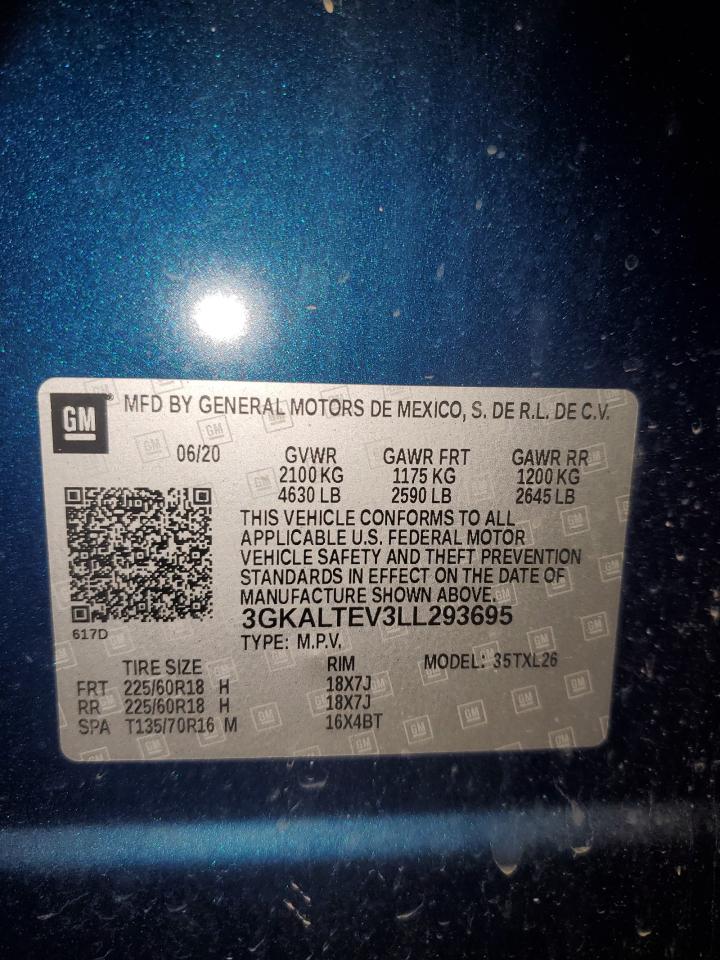 GM MFD BY GENERAL MOTORS DE MEXICO, S. DE R.L. DE C.V.
06/20 GVWR GAWR FRT GAWR RR
2100 KG 1175 KG 1200 KG
4630 LB 2590 LB 2645 LB
THIS VEHICLE CONFORMS TO ALL
APPLICABLE U.S. FEDERAL MOTOR
VEHICLE SAFETY AND THEFT PREVENTION
STANDARDS IN EFFECT ON THE DATE OF
MANUFACTURE SHOWN ABOVE.
3GKALTEV3LL293695
617D
TYPE: M.P.V.
TIRE SIZE RIM MODEL: 35TXL26
FRT 225/60R18 H 18X7J
RR 225/60R18 H 18X7J
SPA T135/70R16 M 16X4BT